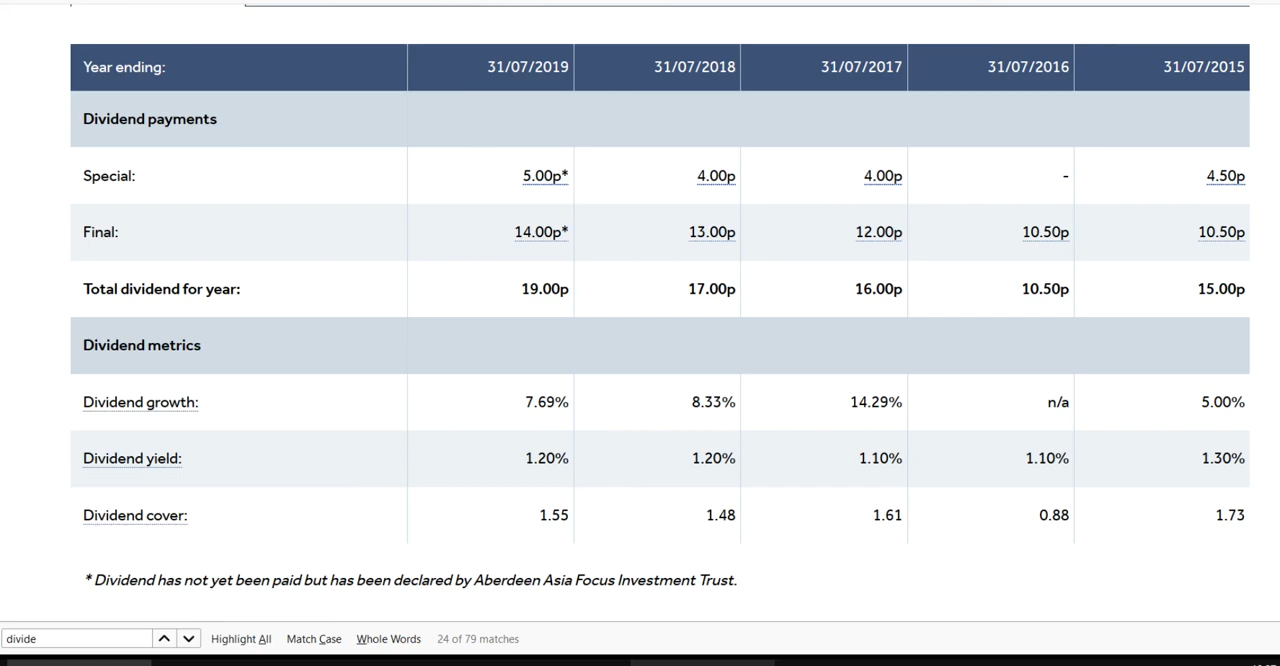 Year ending: 31/07/2019 31/07/2018 31/07/2017 31/07/2016 31/07/2015
Dividend payments
Special: 5.00p* 4.00p 4.00p - 4.50p
Final: 14.00p* 13.00p 12.00p 10.50p 10.50p
Total dividend for year: 19.00p 17.00p 16.00p 10.50p 15.00p
Dividend metrics
Dividend growth: 7.69% 8.33% 14.29% n/a 5.00%
Dividend yield: 1.20% 1.20% 1.10% 1.10% 1.30%
Dividend cover: 1.55 1.48 1.61 0.88 1.73
* Dividend has not yet been paid but has been declared by Aberdeen Asia Focus Investment Trust.
divide Highlight All Match Case Whole Words 24 of 79 matches